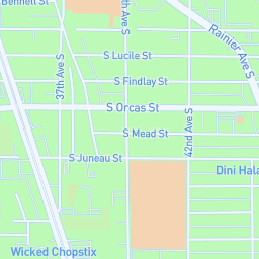 Bennett St
S Lucile St
Rainier Ave S
37th Ave S
S Findlay St
S Orcas St
S Mead St
42nd Ave S
S Juneau St
Dini Hala
Wicked Chopstix